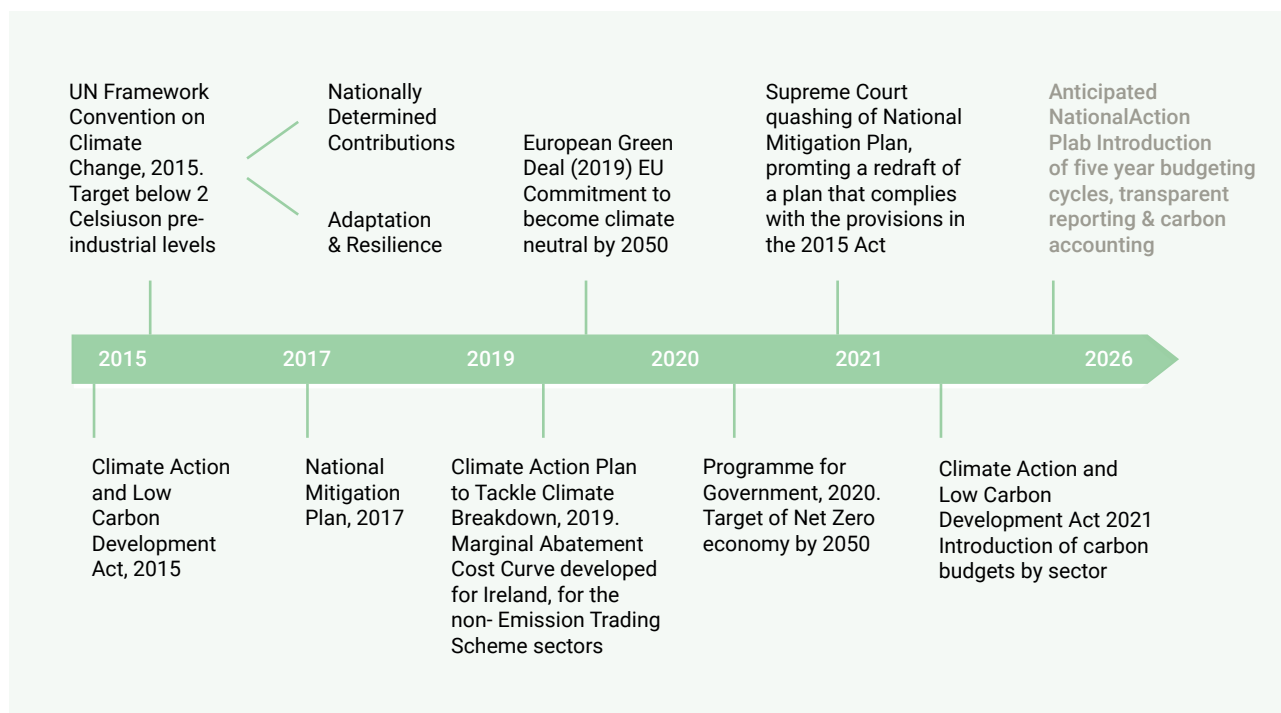 UN Framework
Convention on
Climate
Change, 2015.
Target below 2
Celsiuson pre-
industrial levels
Nationally
Determined
Contributions
Adaptation
& Resilience
European Green
Deal (2019) EU
Commitment to
become climate
neutral by 2050
Supreme Court
quashing of National
Mitigation Plan,
promting a redraft of
a plan that complies
with the provisions in
the 2015 Act
Anticipated
NationalAction
Plab Introduction
of five year budgeting
cycles, transparent
reporting & carbon
accounting
2015
2017
2019
2020
2021
2026
Climate Action
and Low
Carbon
Development
Act, 2015
National
Mitigation
Plan, 2017
Climate Action Plan
to Tackle Climate
Breakdown, 2019.
Marginal Abatement
Cost Curve developed
for Ireland, for the
non- Emission Trading
Scheme sectors
Programme for
Government, 2020.
Target of Net Zero
economy by 2050
Climate Action and
Low Carbon
Development Act 2021
Introduction of carbon
budgets by sector